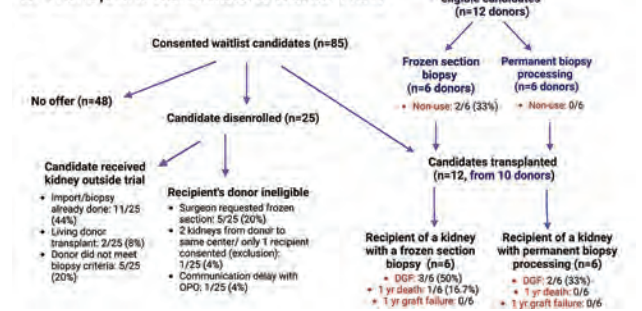 (n=12 donors)
Consented waitlist candidates (n=85)
Frozen section
biopsy
(n=6 donors)
• Non-use: 2/6 (33%)
Permanent biopsy
processing
(n=6 donors)
• Non-use: 0/6
No offer (n=48)
Candidate disenrolled (n=25)
Candidates transplanted
(n=12, from 10 donors)
Candidate received
kidney outside trial
• Import/biopsy
already done: 11/25
(44%)
• Living donor
transplant: 2/25 (8%)
• Donor did not meet
biopsy criteria: 5/25
(20%)
Recipient's donor ineligible
• Surgeon requested frozen
section: 5/25 (20%)
• 2 kidneys from donor to
same center/ only 1 recipient
consented (exclusion):
1/25 (4%)
• Communication delay with
OPO: 1/25 (4%)
Recipient of a kidney
with a frozen section
biopsy (n=6)
• DGF: 3/6 (50%)
• 1 yr death: 1/6 (16.7%)
• 1 yr graft failure: 0/6
Recipient of a kidney
with permanent biopsy
processing (n=6)
• DGF: 2/6 (33%)
• 1 yr death: 0/6
• 1 yr graft failure: 0/6